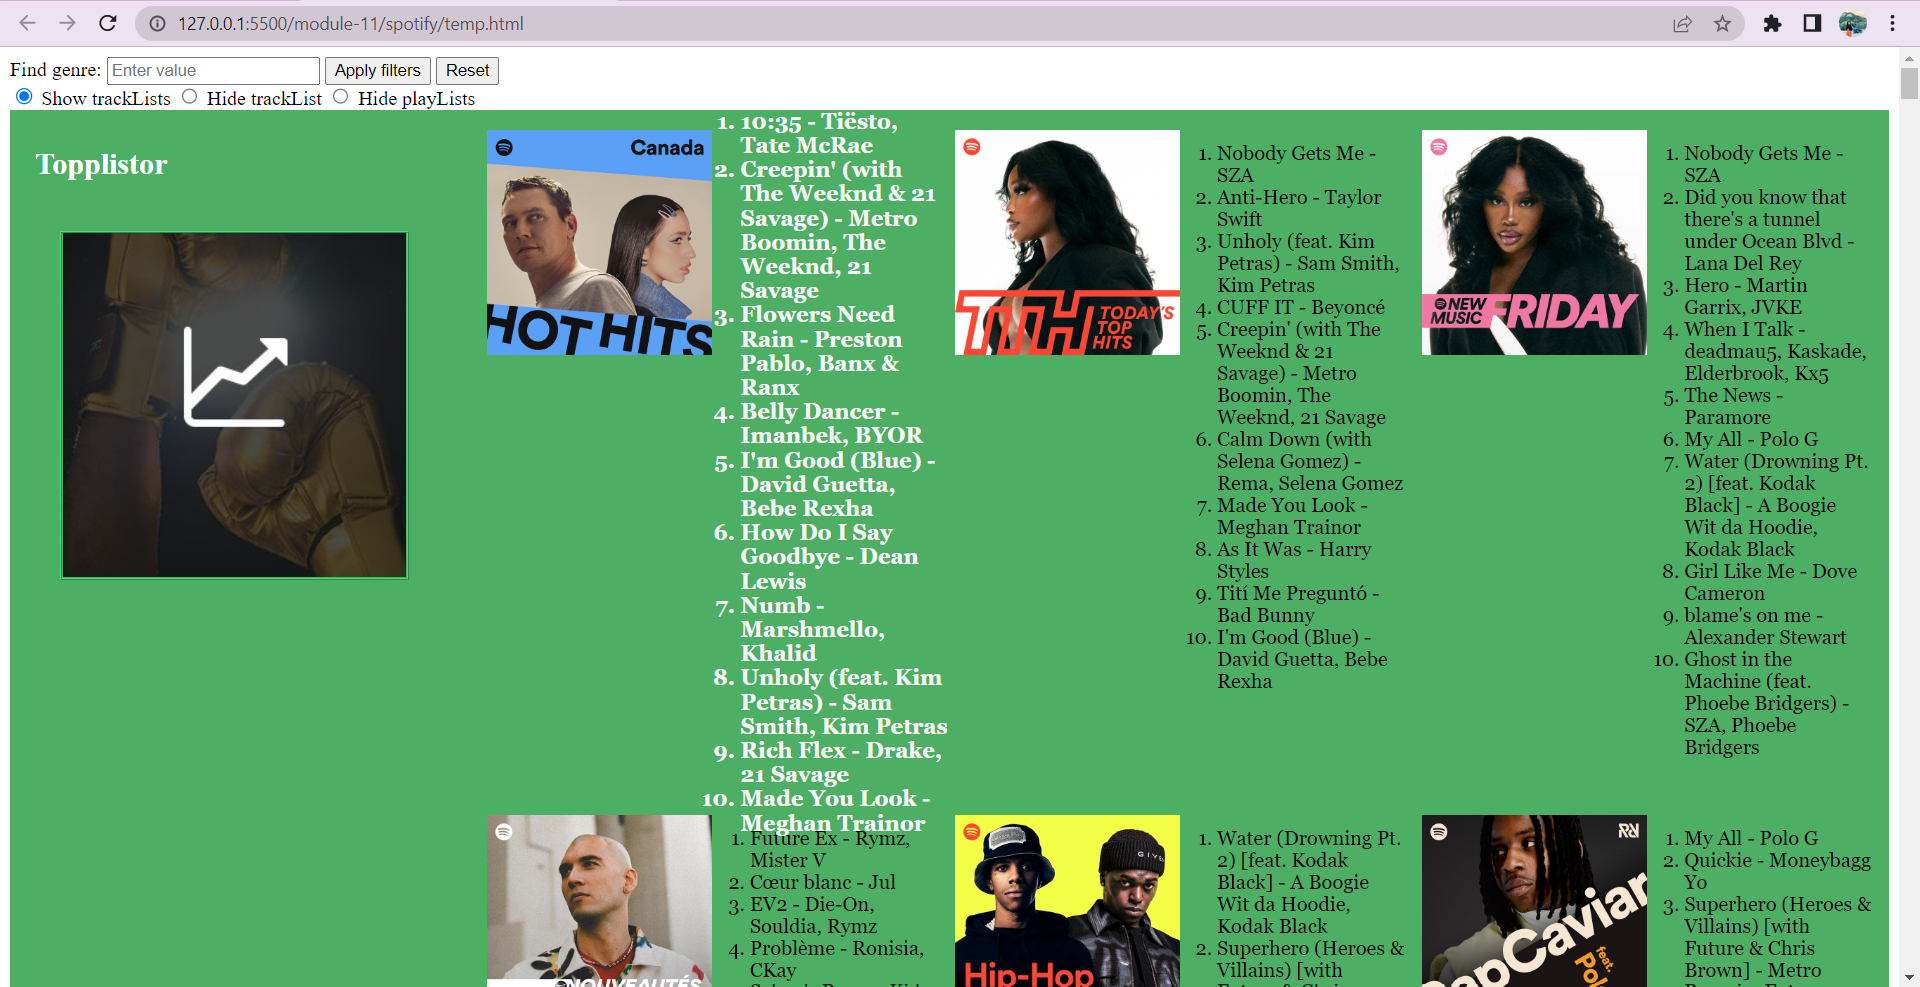 127.0.0.1:5500/module-11/spotify/temp.html
Find genre: Enter value Apply filters Reset
Show trackLists Hide trackList Hide playLists
Topplistor
Canada
HOT HITS
1. 10:35 - Tiësto,
Tate McRae
2. Creepin' (with
The Weeknd & 21
Savage) - Metro
Boomin, The
Weeknd, 21
Savage
3. Flowers Need
Rain - Preston
Pablo, Banx &
Ranx
4. Belly Dancer -
Imanbek, BYOR
5. I'm Good (Blue) -
David Guetta,
Bebe Rexha
6. How Do I Say
Goodbye - Dean
Lewis
7. Numb -
Marshmello,
Khalid
8. Unholy (feat. Kim
Petras) - Sam
Smith, Kim Petras
9. Rich Flex - Drake,
21 Savage
10. Made You Look -
Meghan Trainor
TTH TODAY'S
TOP
HITS
1. Nobody Gets Me -
SZA
2. Anti-Hero - Taylor
Swift
3. Unholy (feat. Kim
Petras) - Sam Smith,
Kim Petras
4. CUFF IT - Beyoncé
5. Creepin' (with The
Weeknd & 21
Savage) - Metro
Boomin, The
Weeknd, 21 Savage
6. Calm Down (with
Selena Gomez) -
Rema, Selena Gomez
7. Made You Look -
Meghan Trainor
8. As It Was - Harry
Styles
9. Tití Me Preguntó -
Bad Bunny
10. I'm Good (Blue) -
David Guetta, Bebe
Rexha
NEW
MUSIC FRIDAY
1. Nobody Gets Me -
SZA
2. Did you know that
there's a tunnel
under Ocean Blvd -
Lana Del Rey
3. Hero - Martin
Garrix, JVKE
4. When I Talk -
deadmau5, Kaskade,
Elderbrook, Kx5
5. The News -
Paramore
6. My All - Polo G
7. Water (Drowning Pt.
2) [feat. Kodak
Black] - A Boogie
Wit da Hoodie,
Kodak Black
8. Girl Like Me - Dove
Cameron
9. blame's on me -
Alexander Stewart
10. Ghost in the
Machine (feat.
Phoebe Bridgers) -
SZA, Phoebe
Bridgers
NOUVEAUTÉS
1. Future Ex - Rymz,
Mister V
2. Cœur blanc - Jul
3. EV2 - Die-On,
Souldia, Rymz
4. Problème - Ronisia,
CKay
Hip-Hop
1. Water (Drowning Pt.
2) [feat. Kodak
Black] - A Boogie
Wit da Hoodie,
Kodak Black
2. Superhero (Heroes &
Villains) [with
RapCaviar
feat.
1. My All - Polo G
2. Quickie - Moneybagg
Yo
3. Superhero (Heroes &
Villains) [with
Future & Chris
Brown] - Metro